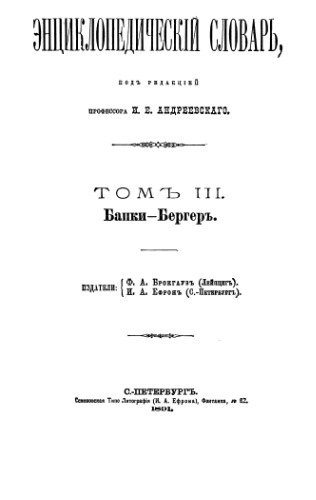 ЭНЦИКЛОПЕДИЧЕСКІЙ СЛОВАРЬ,
ПОДЪ РЕДАКЦІЕЙ
ПРОФЕССОРА И. Е. АНДРЕЕВСКАГО.
ТОМЪ III.
Банки—Бергеръ.
ИЗДАТЕЛИ: { Ф. А. Брокгаузъ (Лейпцигъ).
И. А. Ефронъ (С.-Петербургъ).
С.-ПЕТЕРБУРГЪ.
Семеновская Типо Литографія (И. А. Ефрона), Фонтанка, № 62.
1891.